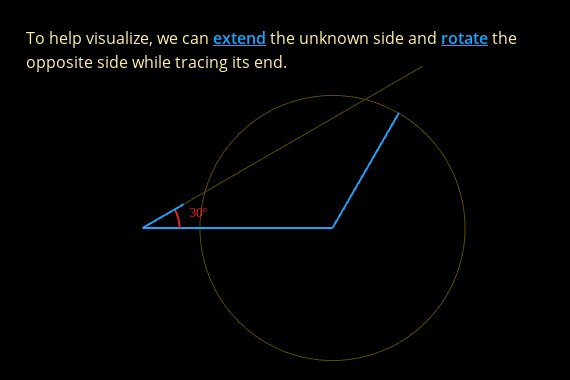 To help visualize, we can extend the unknown side and rotate the
opposite side while tracing its end.
30°